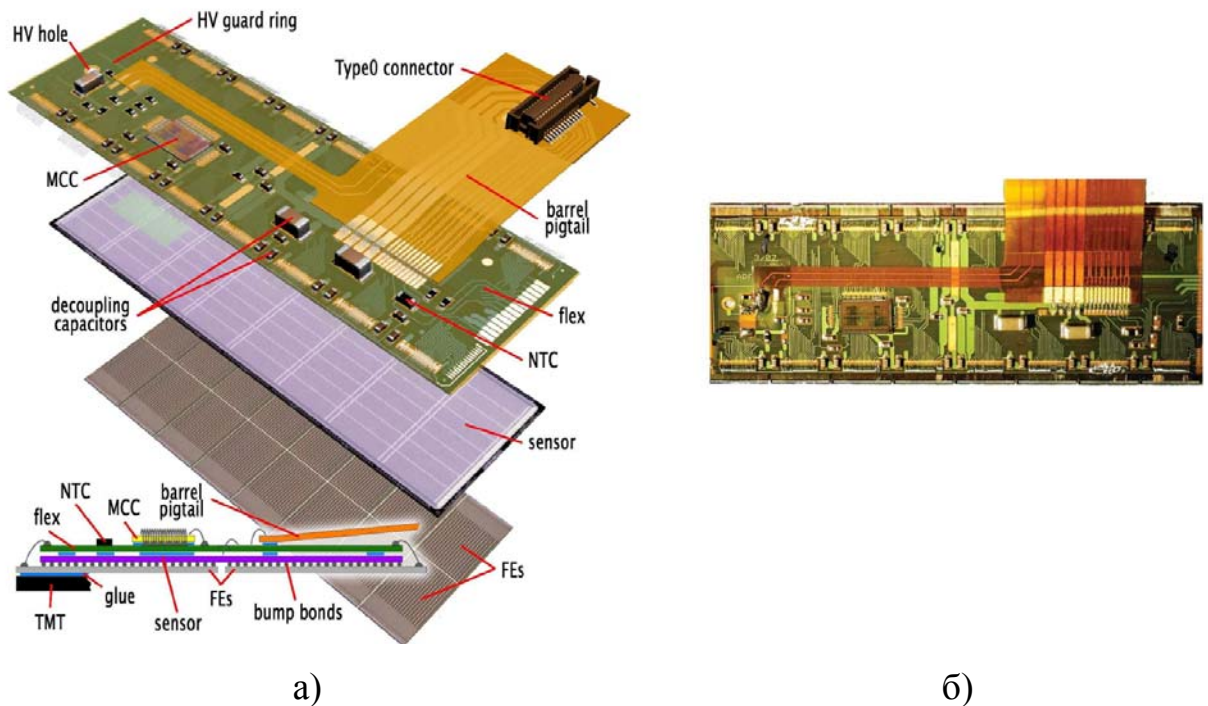 HV hole
HV guard ring
Type0 connector
MCC
barrel
pigtail
decoupling
capacitors
flex
NTC
sensor
barrel
pigtail
NTC
MCC
flex
FEs
glue
FEs
TMT
sensor
bump bonds
а)
б)